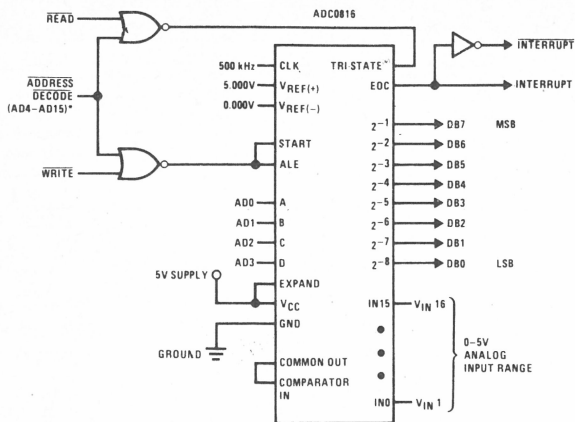 READ
ADC0816
500 kHz
CLK
TRI-STATE
INTERRUPT
5.000V
VREF(+)
EOC
0.000V
VREF(−)
INTERRUPT
ADDRESS
DECODE
(AD4−AD15)*
START
2−1
DB7
MSB
ALE
2−2
DB6
WRITE
2−3
DB5
2−4
DB4
AD0
A
2−5
DB3
AD1
B
2−6
DB2
AD2
C
2−7
DB1
AD3
D
2−8
DB0
LSB
5V SUPPLY
EXPAND
VCC
IN15
VIN 16
GND
GROUND
0−5V
ANALOG
INPUT RANGE
COMMON OUT
COMPARATOR
IN
IN0
VIN 1